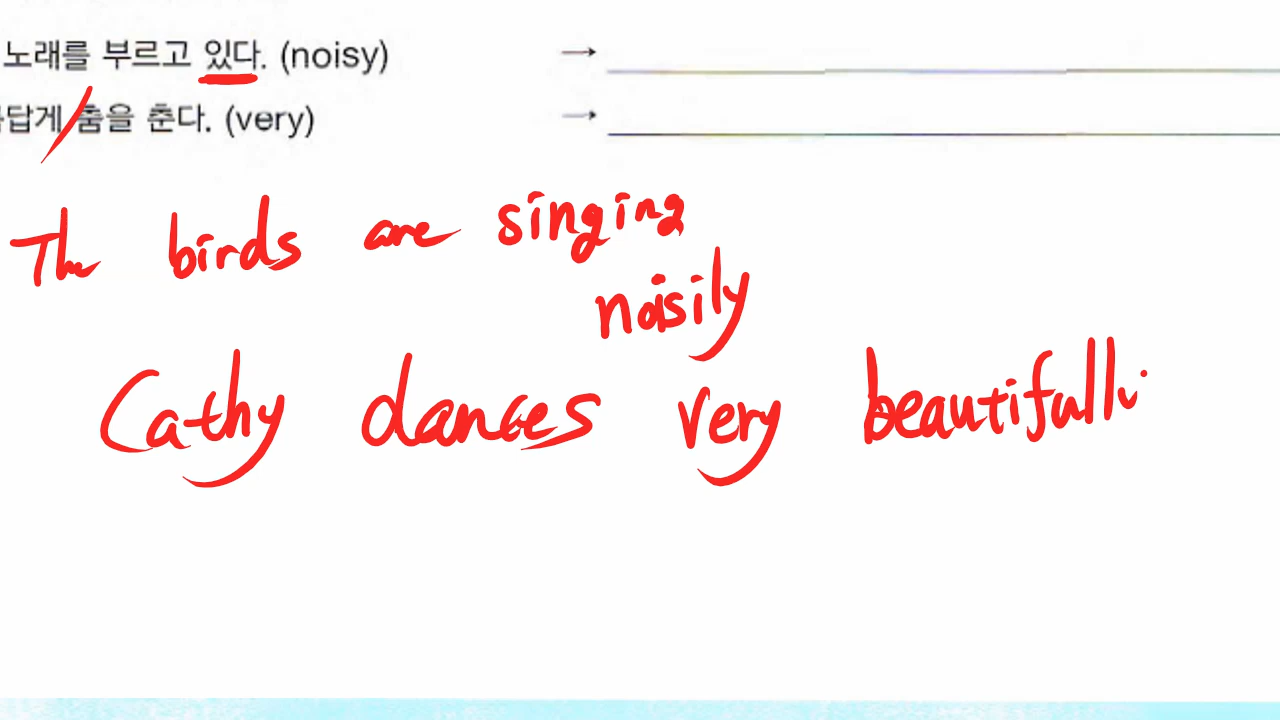 노래를 부르고 있다. (noisy) →
답게 춤을 춘다. (very) →
The birds are singing
noisily
Cathy dances very